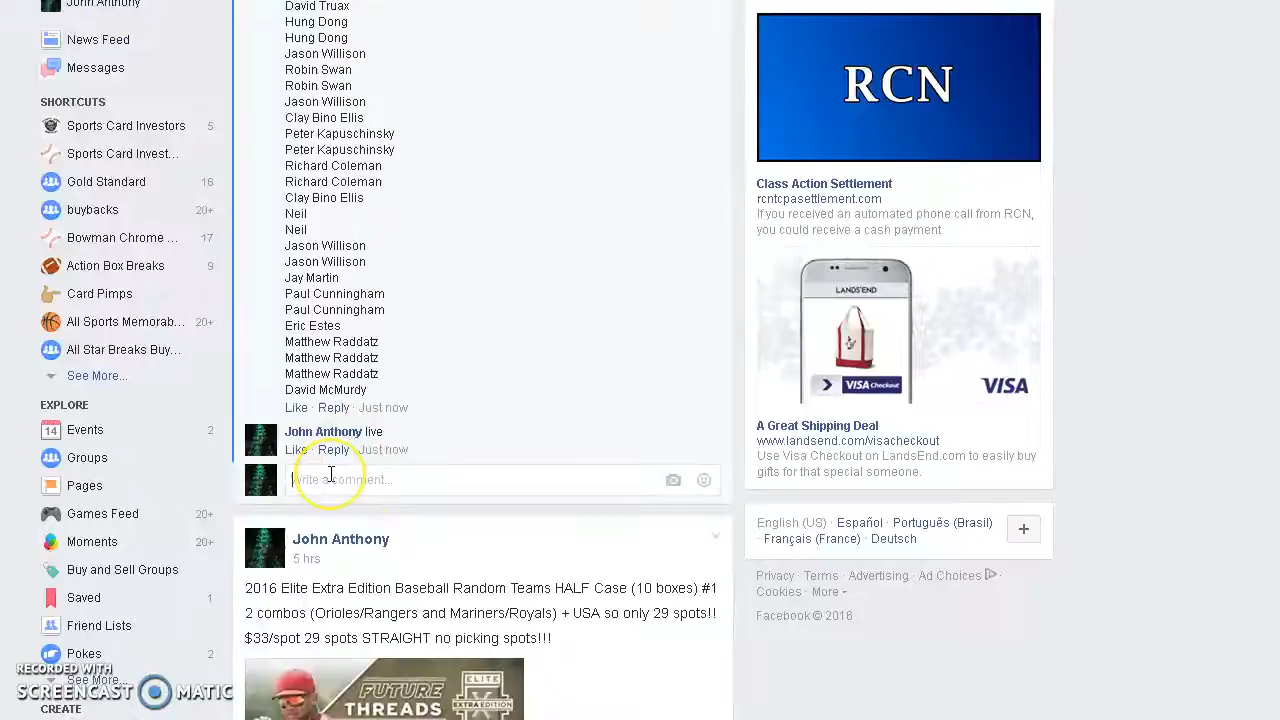 John Anthony
News Feed
Messages
SHORTCUTS
Sports Card Investors 5
Sports Card Invest...
16
buysellbreaks 20+
Bowman Chrome... 17
Action Box Breaks 2
Card Pimps
All Sports Memorab... 20+
All Star Breaks Buy...
See More...
EXPLORE
14 Events 2
Groups
Pages
Games Feed 20+
Moments 20+
Buy and Sell Groups
Saved 1
Friend Lists
Pokes 2
See More...
CREATE
RECORDED WITH
SCREENCAST MATIC
David Truax
Hung Dong
Hung Dong
Jason Willison
Robin Swan
Robin Swan
Jason Willison
Clay Bino Ellis
Peter Kapuschinsky
Peter Kapuschinsky
Richard Coleman
Richard Coleman
Clay Bino Ellis
Neil
Neil
Jason Willison
Jason Willison
Jay Martin
Paul Cunningham
Paul Cunningham
Eric Estes
Matthew Raddatz
Matthew Raddatz
Matthew Raddatz
David McMurdy
Like · Reply · Just now
John Anthony live
Like · Reply · Just now
Write a comment...
John Anthony
5 hrs
2016 Elite Extra Edition Baseball Random Teams HALF Case (10 boxes) #1
2 combos (Orioles/Rangers and Mariners/Royals) + USA so only 29 spots!!
$33/spot 29 spots STRAIGHT no picking spots!!!
FUTURE
THREADS
ELITE
EXTRA EDITION
RCN
Class Action Settlement
rcntcpasettlement.com
If you received an automated phone call from RCN,
you could receive a cash payment.
LANDS'END
VISA Checkout
VISA
A Great Shipping Deal
www.landsend.com/visacheckout
Use Visa Checkout on LandsEnd.com to easily buy
gifts for that special someone.
English (US) · Español · Português (Brasil)
· Français (France) · Deutsch
+
Privacy · Terms · Advertising · Ad Choices ·
Cookies · More
Facebook © 2016